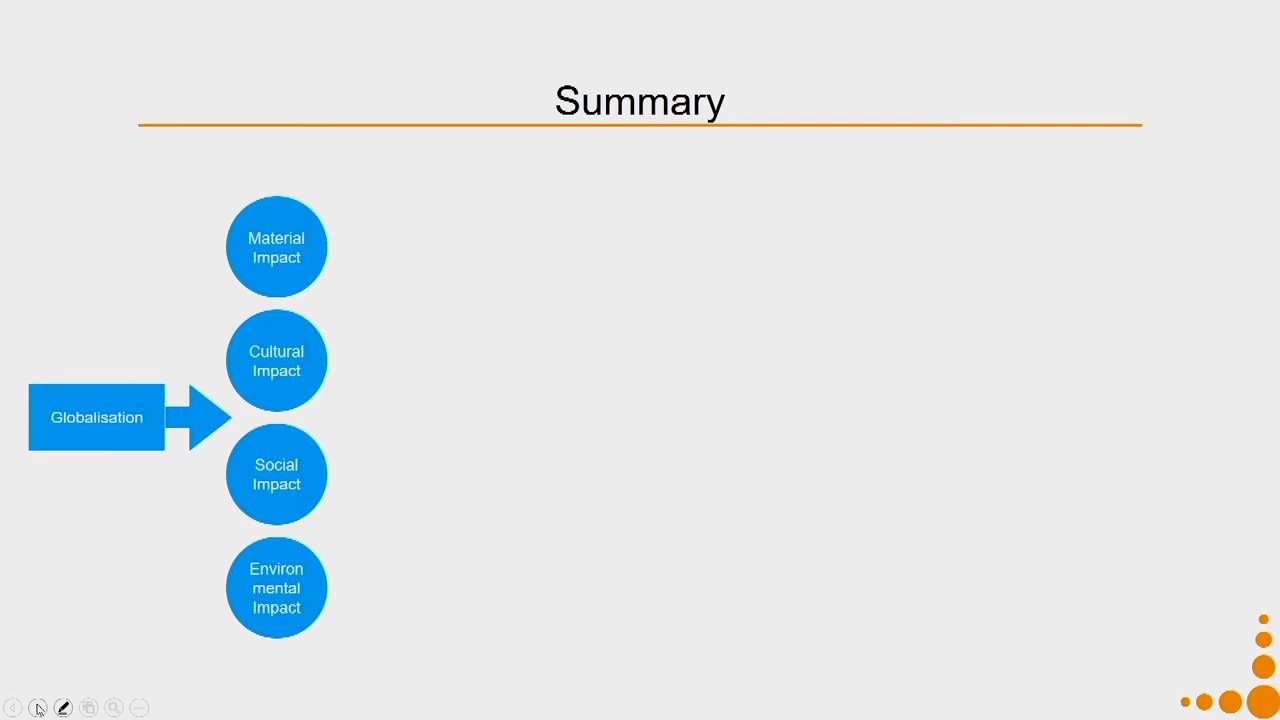 Summary
Material
Impact
Cultural
Impact
Globalisation
Social
Impact
Environ
mental
Impact